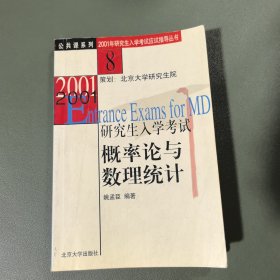 公共课系列
2001年研究生入学考试应试指导丛书
8
策划：北京大学研究生院
2001
2001
Entrance Exams for MD
研究生入学考试
概率论与
数理统计
姚孟臣 编著
北京大学出版社